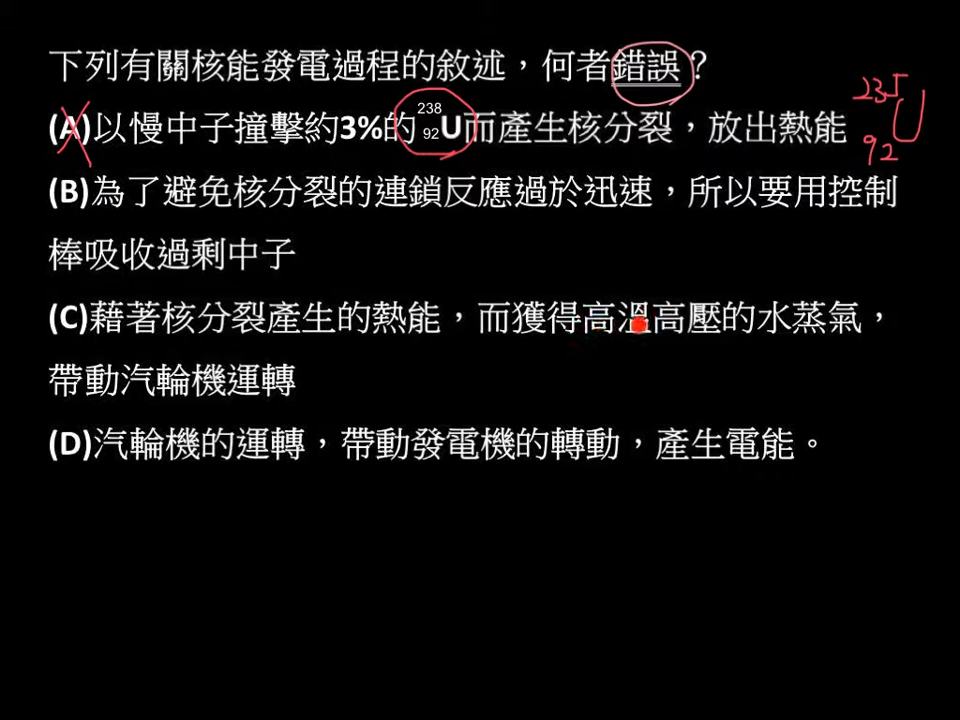 下列有關核能發電過程的敘述，何者錯誤？
(A)以慢中子撞擊約3%的 238 92 U而產生核分裂，放出熱能 235 92 U
(B)為了避免核分裂的連鎖反應過於迅速，所以要用控制
棒吸收過剩中子
(C)藉著核分裂產生的熱能，而獲得高溫高壓的水蒸氣，
帶動汽輪機運轉
(D)汽輪機的運轉，帶動發電機的轉動，產生電能。